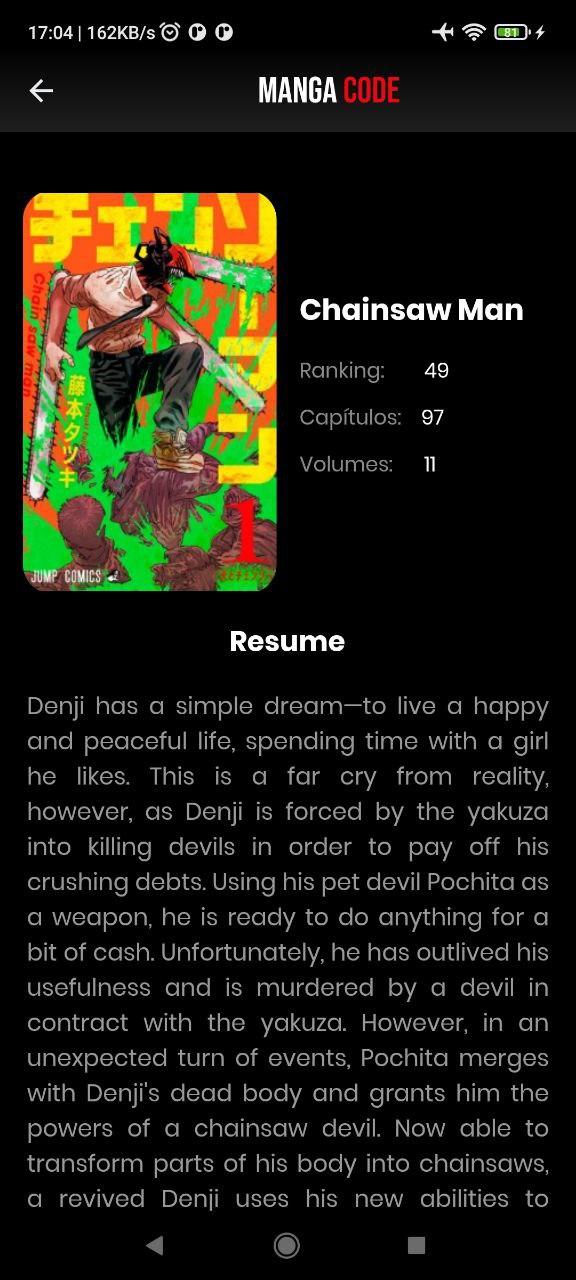 17:04 | 162KB/s
81
MANGA CODE
チェンソーマン
Chain saw man
藤本タツキ
1
JUMP COMICS
Chainsaw Man
Ranking: 49
Capítulos: 97
Volumes: 11
Resume
Denji has a simple dream—to live a happy
and peaceful life, spending time with a girl
he likes. This is a far cry from reality,
however, as Denji is forced by the yakuza
into killing devils in order to pay off his
crushing debts. Using his pet devil Pochita as
a weapon, he is ready to do anything for a
bit of cash. Unfortunately, he has outlived his
usefulness and is murdered by a devil in
contract with the yakuza. However, in an
unexpected turn of events, Pochita merges
with Denji's dead body and grants him the
powers of a chainsaw devil. Now able to
transform parts of his body into chainsaws,
a revived Denji uses his new abilities to